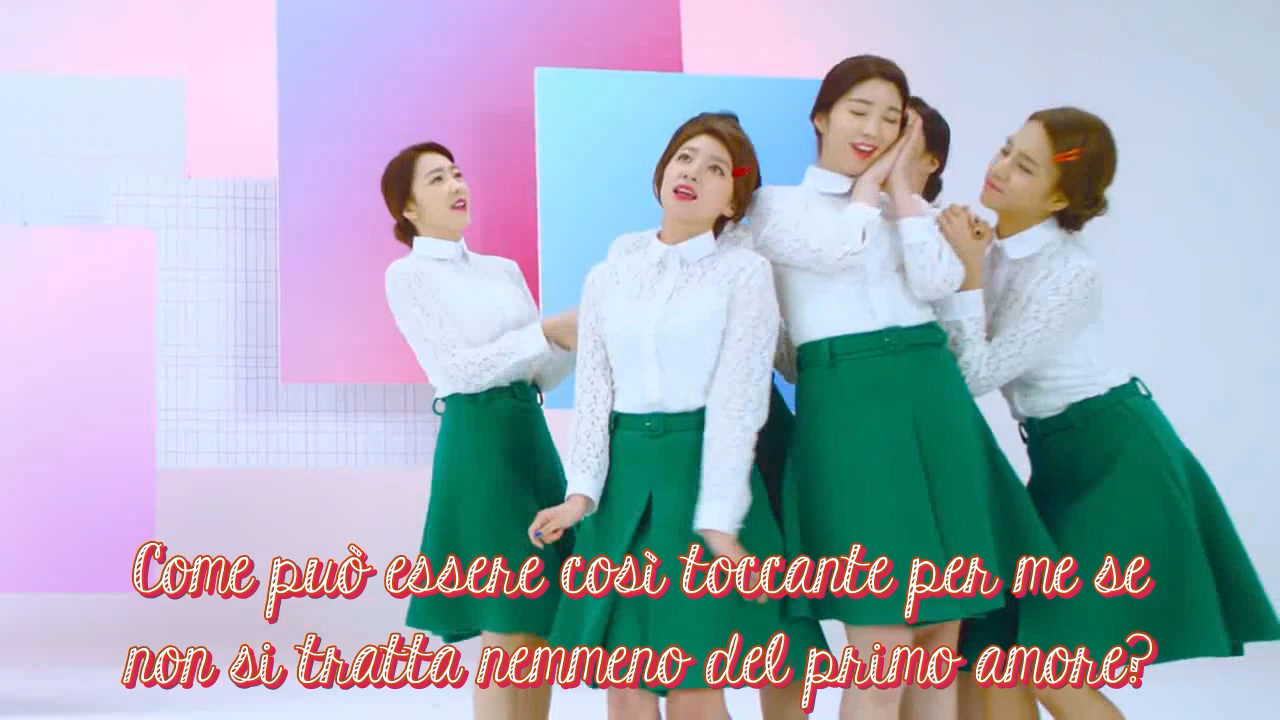 Come può essere così toccante per me se
non si tratta nemmeno del primo amore?